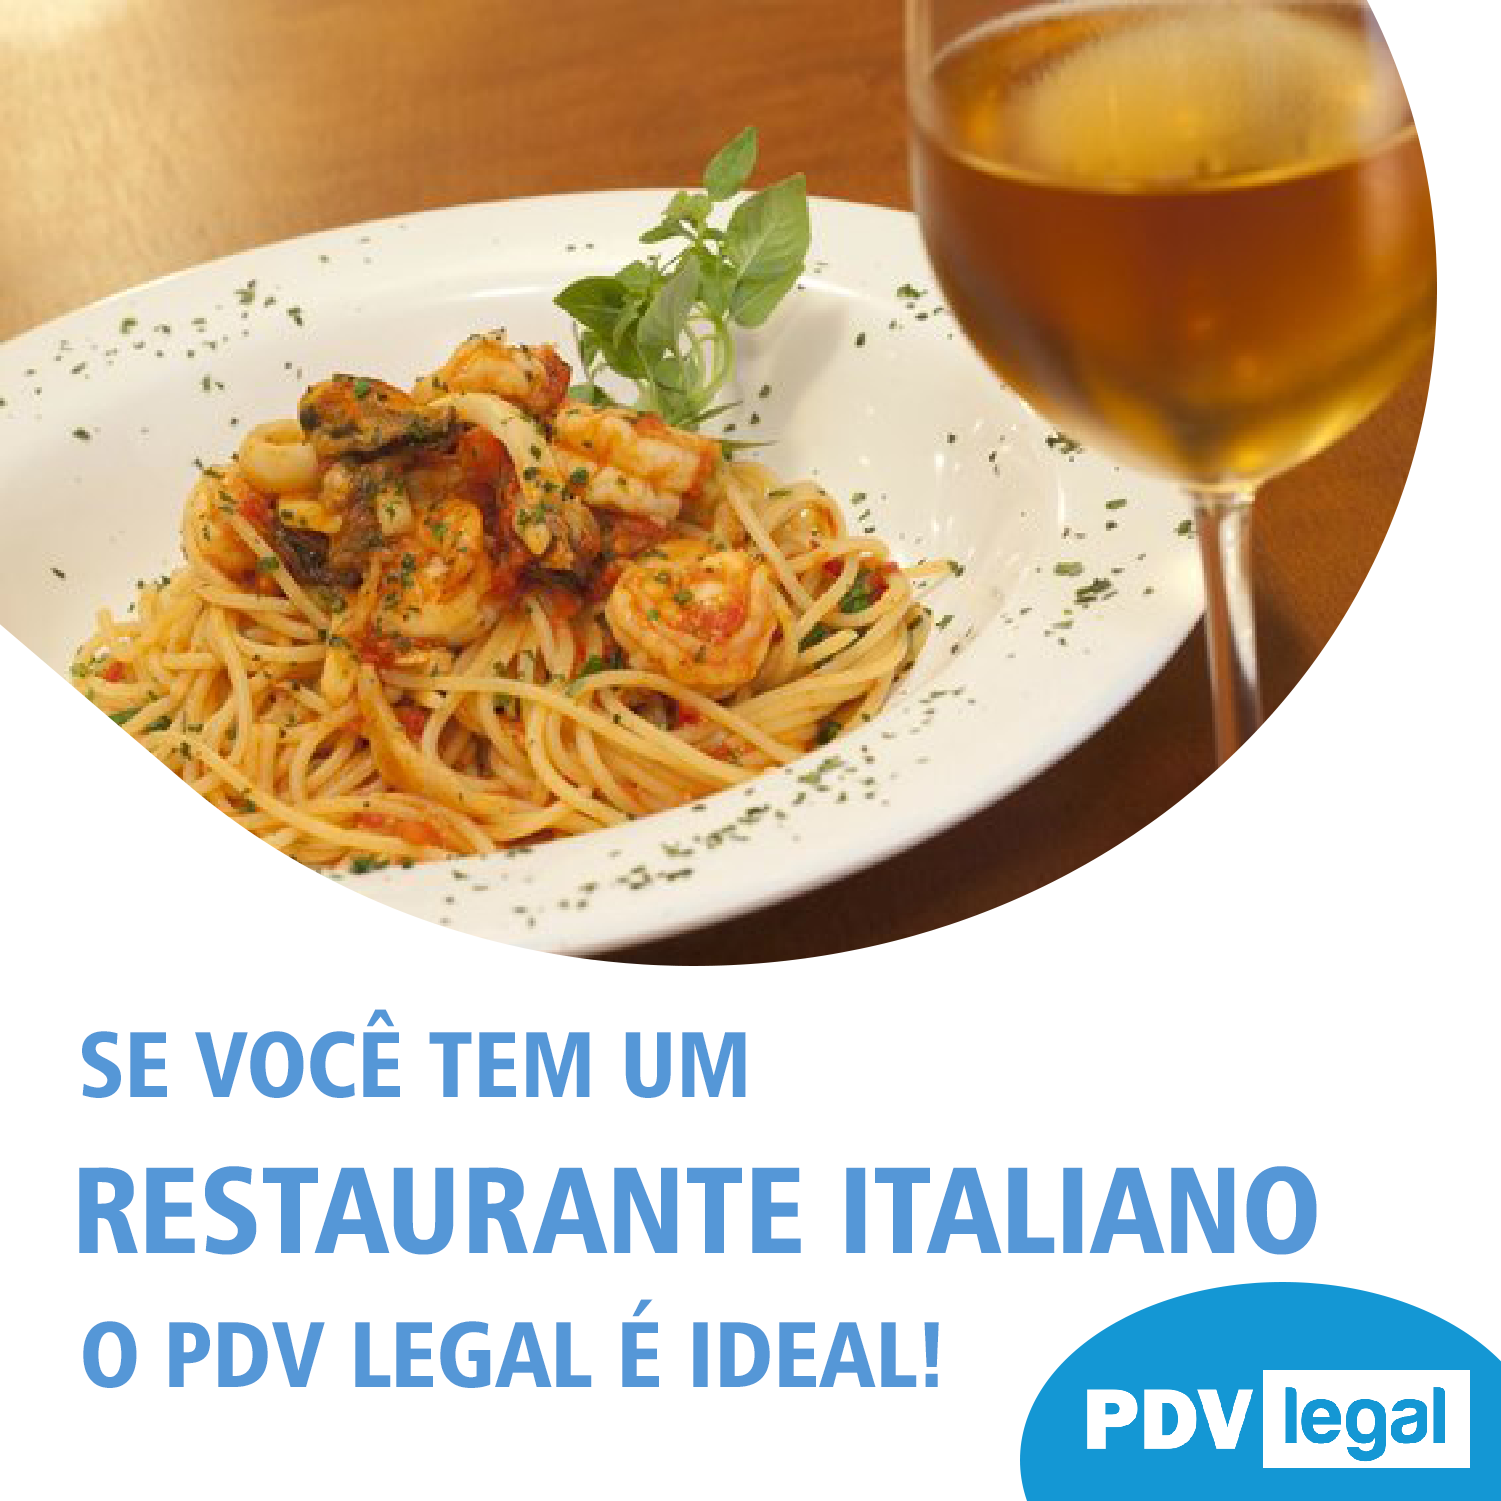 SE VOCÊ TEM UM
RESTAURANTE ITALIANO
O PDV LEGAL É IDEAL!
PDV legal